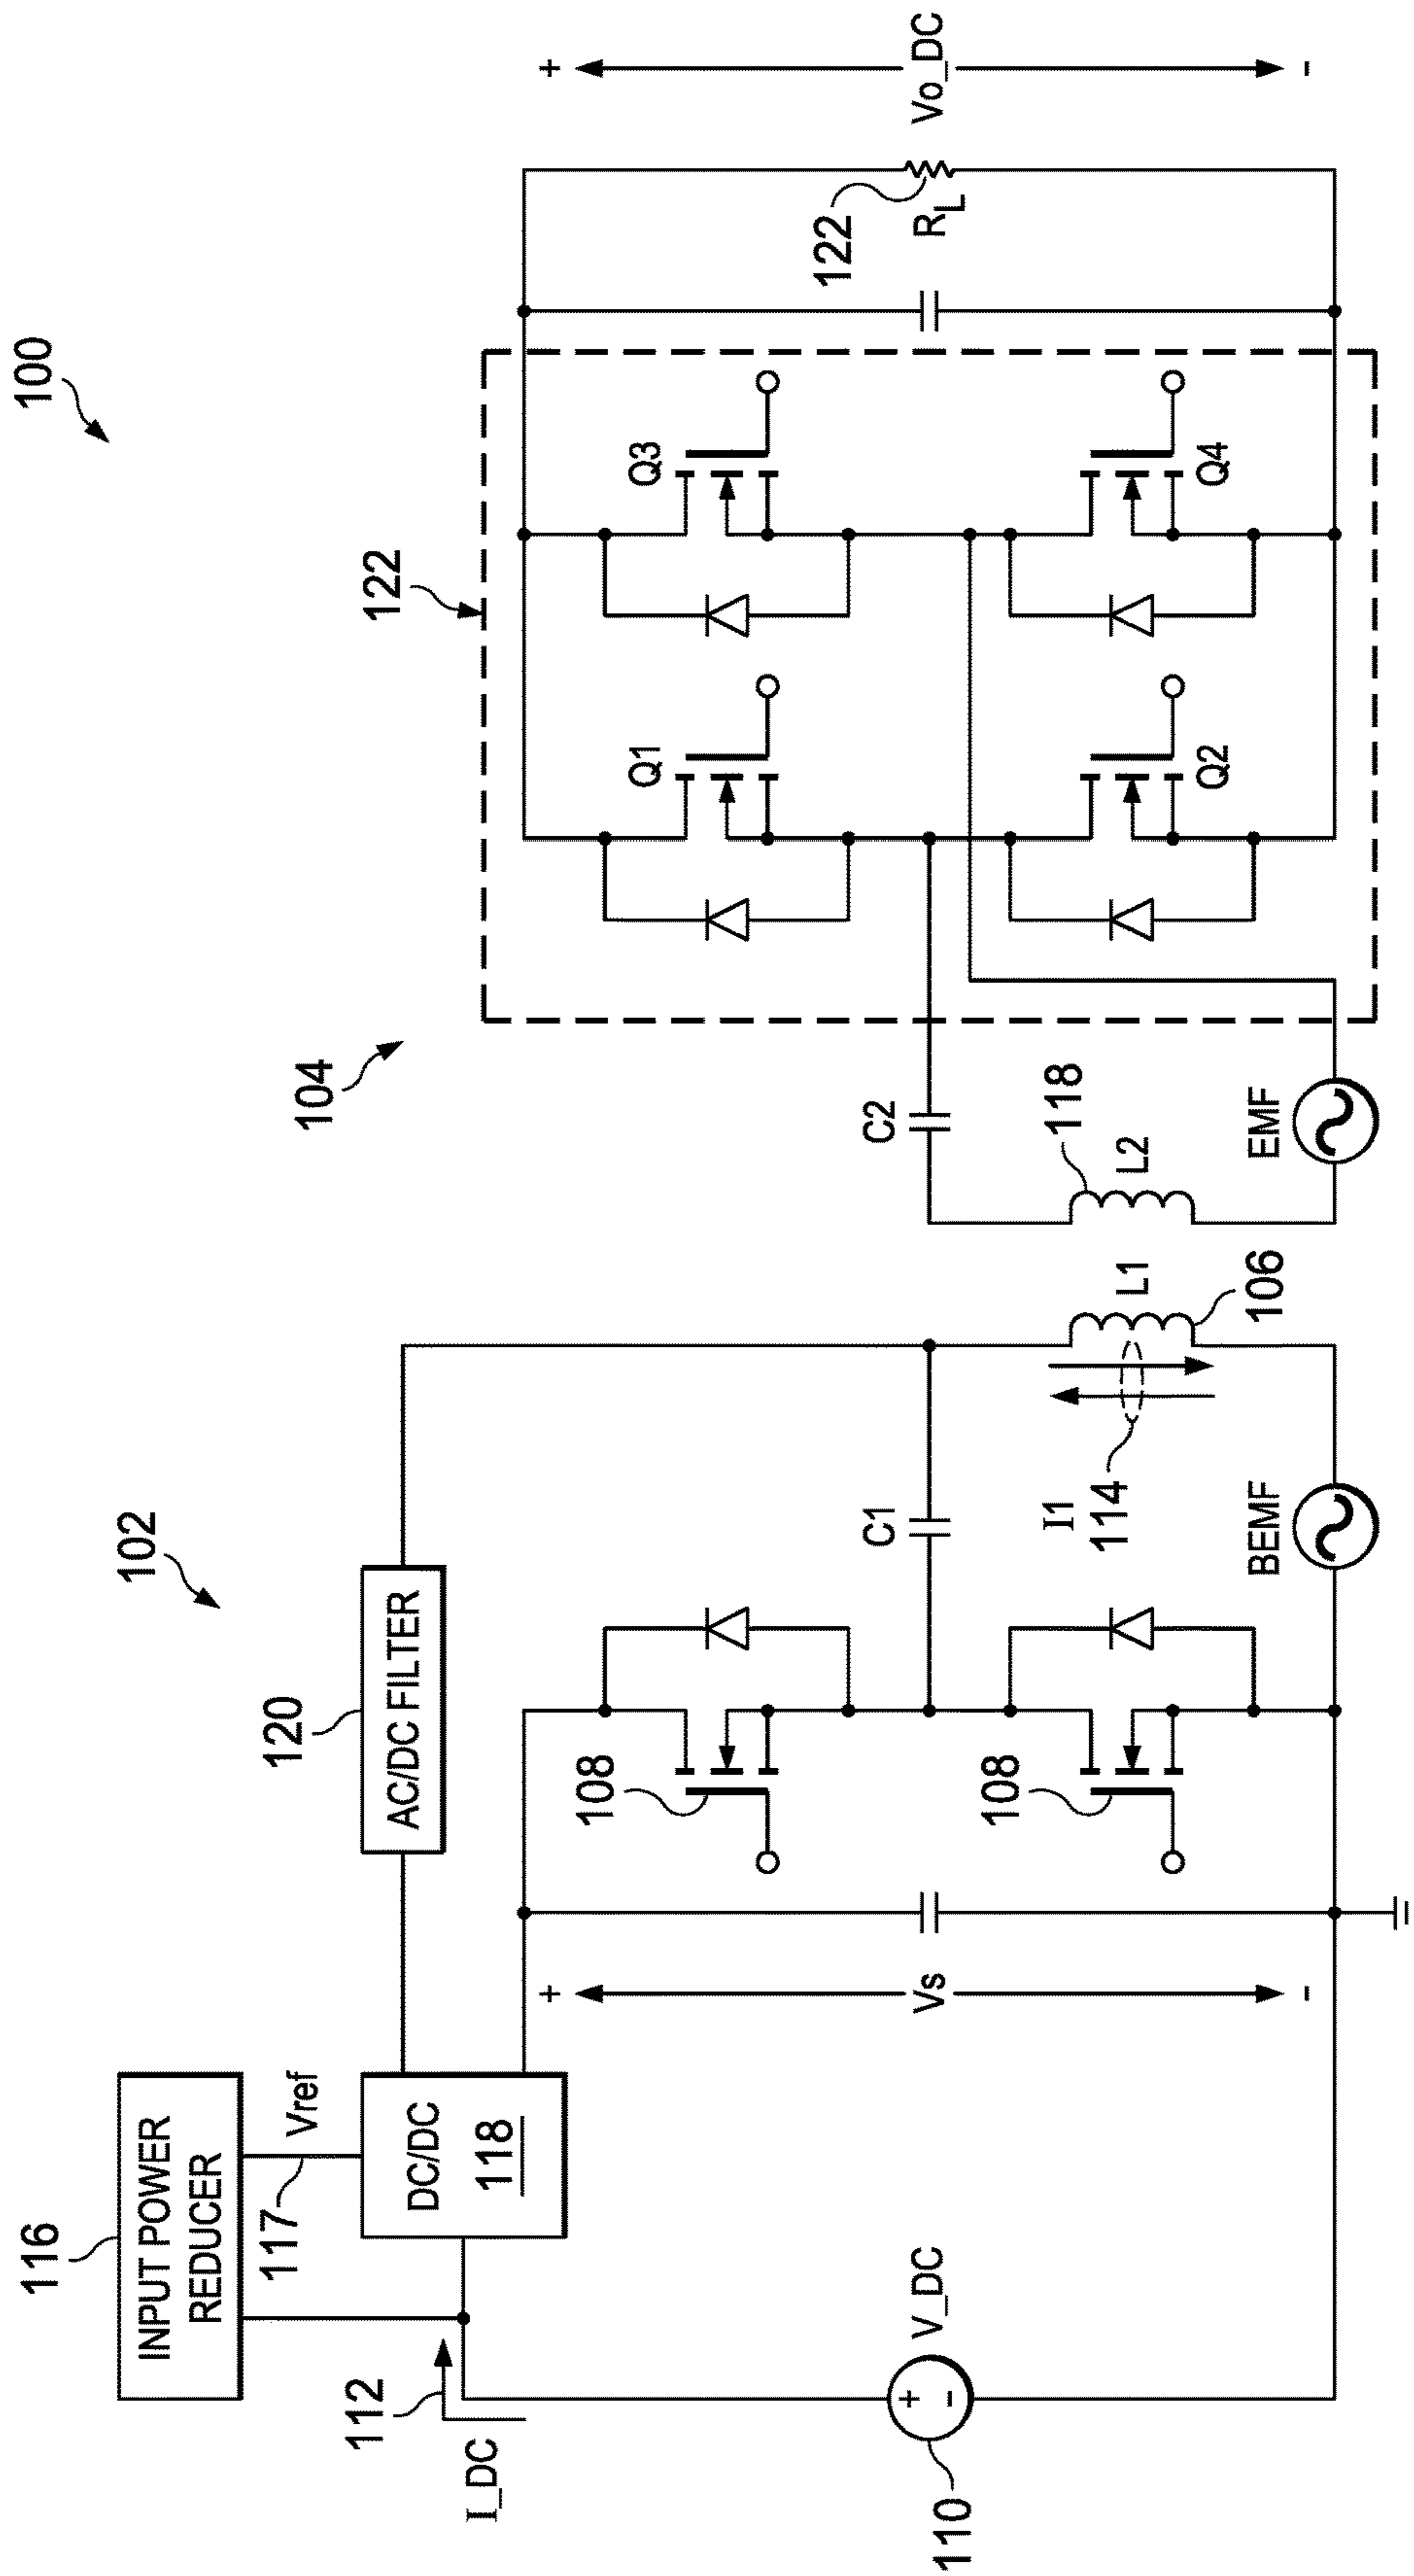 100
102
104
116
INPUT POWER
REDUCER
117
Vref
120
AC/DC FILTER
DC/DC
118
112
I_DC
110
V_DC
+
-
+
Vs
-
108
108
C1
I1
114
L1
106
BEMF
C2
118
L2
EMF
122
Q1
Q3
Q2
Q4
122
RL
+
Vo_DC
-